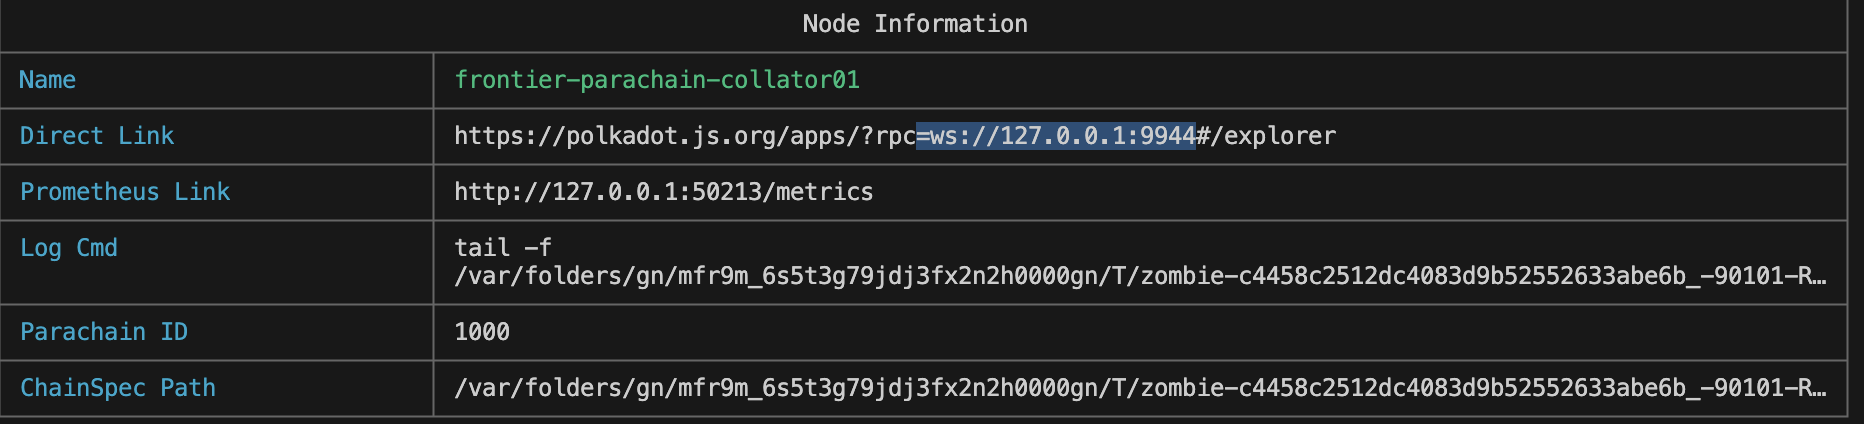 Node Information
Name frontier-parachain-collator01
Direct Link https://polkadot.js.org/apps/?rpc=ws://127.0.0.1:9944#/explorer
Prometheus Link http://127.0.0.1:50213/metrics
Log Cmd tail -f
/var/folders/gn/mfr9m_6s5t3g79jdj3fx2n2h0000gn/T/zombie-c4458c2512dc4083d9b52552633abe6b_-90101-R…
Parachain ID 1000
ChainSpec Path /var/folders/gn/mfr9m_6s5t3g79jdj3fx2n2h0000gn/T/zombie-c4458c2512dc4083d9b52552633abe6b_-90101-R…